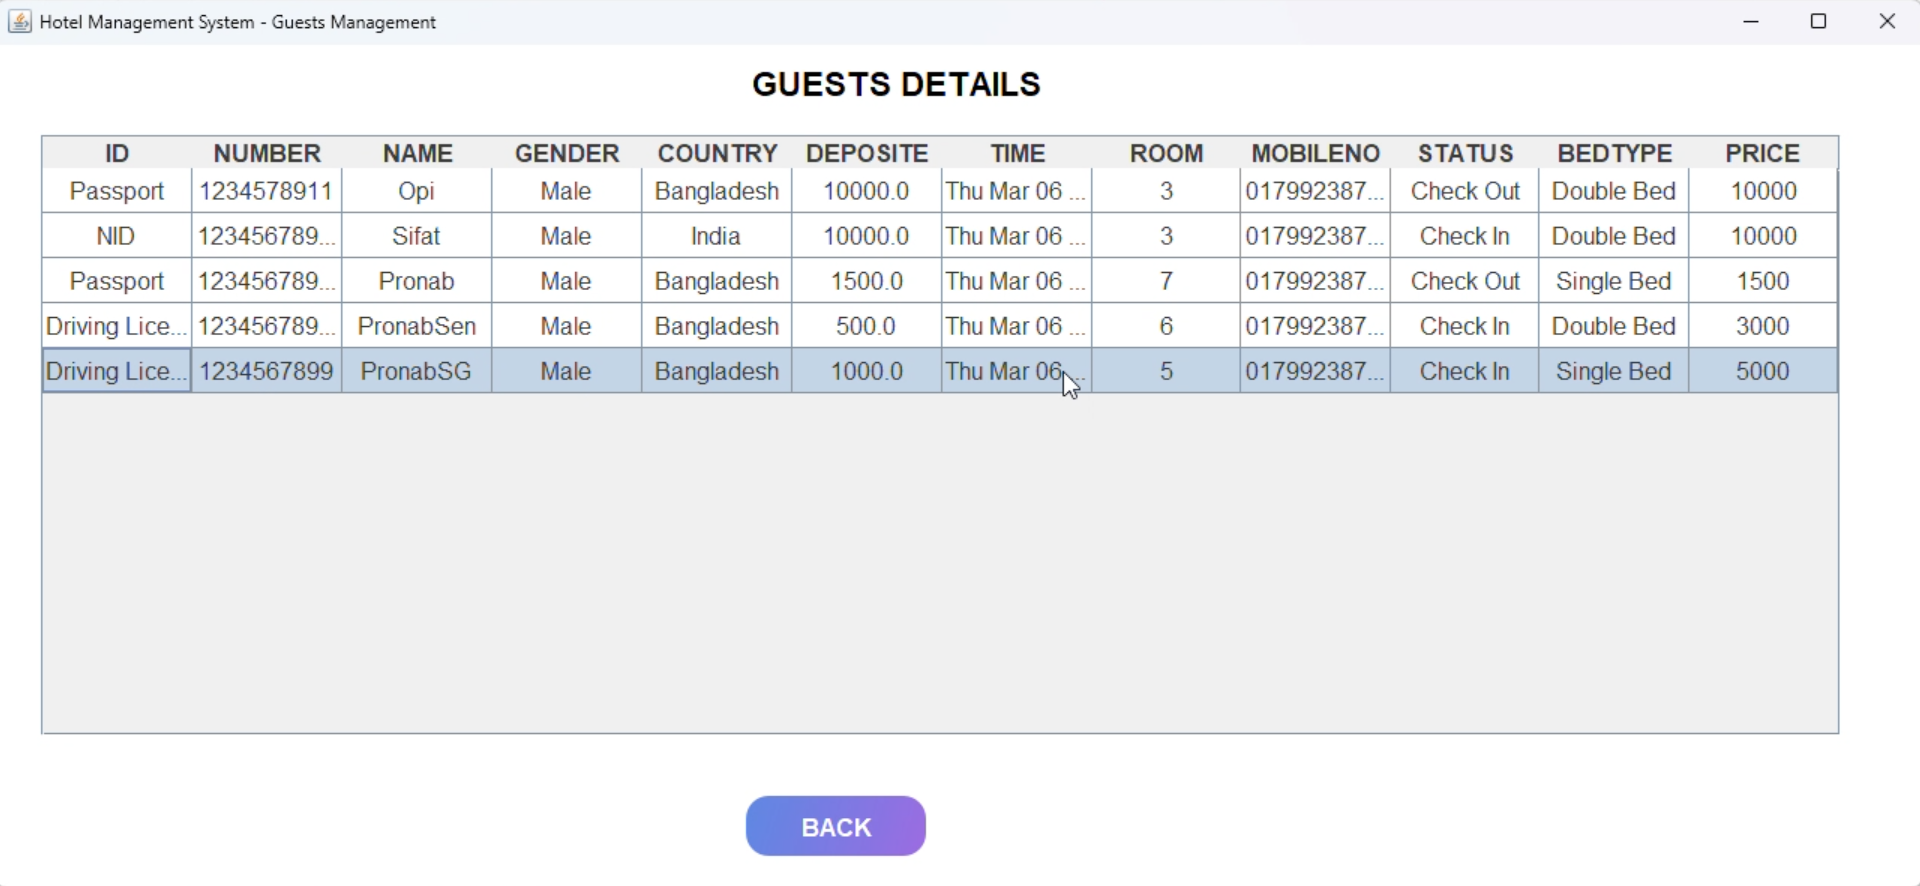 Hotel Management System - Guests Management
GUESTS DETAILS
ID NUMBER NAME GENDER COUNTRY DEPOSITE TIME ROOM MOBILENO STATUS BEDTYPE PRICE
Passport 1234578911 Opi Male Bangladesh 10000.0 Thu Mar 06 ... 3 017992387... Check Out Double Bed 10000
NID 123456789... Sifat Male India 10000.0 Thu Mar 06 ... 3 017992387... Check In Double Bed 10000
Passport 123456789... Pronab Male Bangladesh 1500.0 Thu Mar 06 ... 7 017992387... Check Out Single Bed 1500
Driving Lice... 123456789... PronabSen Male Bangladesh 500.0 Thu Mar 06 ... 6 017992387... Check In Double Bed 3000
Driving Lice... 1234567899 PronabSG Male Bangladesh 1000.0 Thu Mar 06 ... 5 017992387... Check In Single Bed 5000
BACK